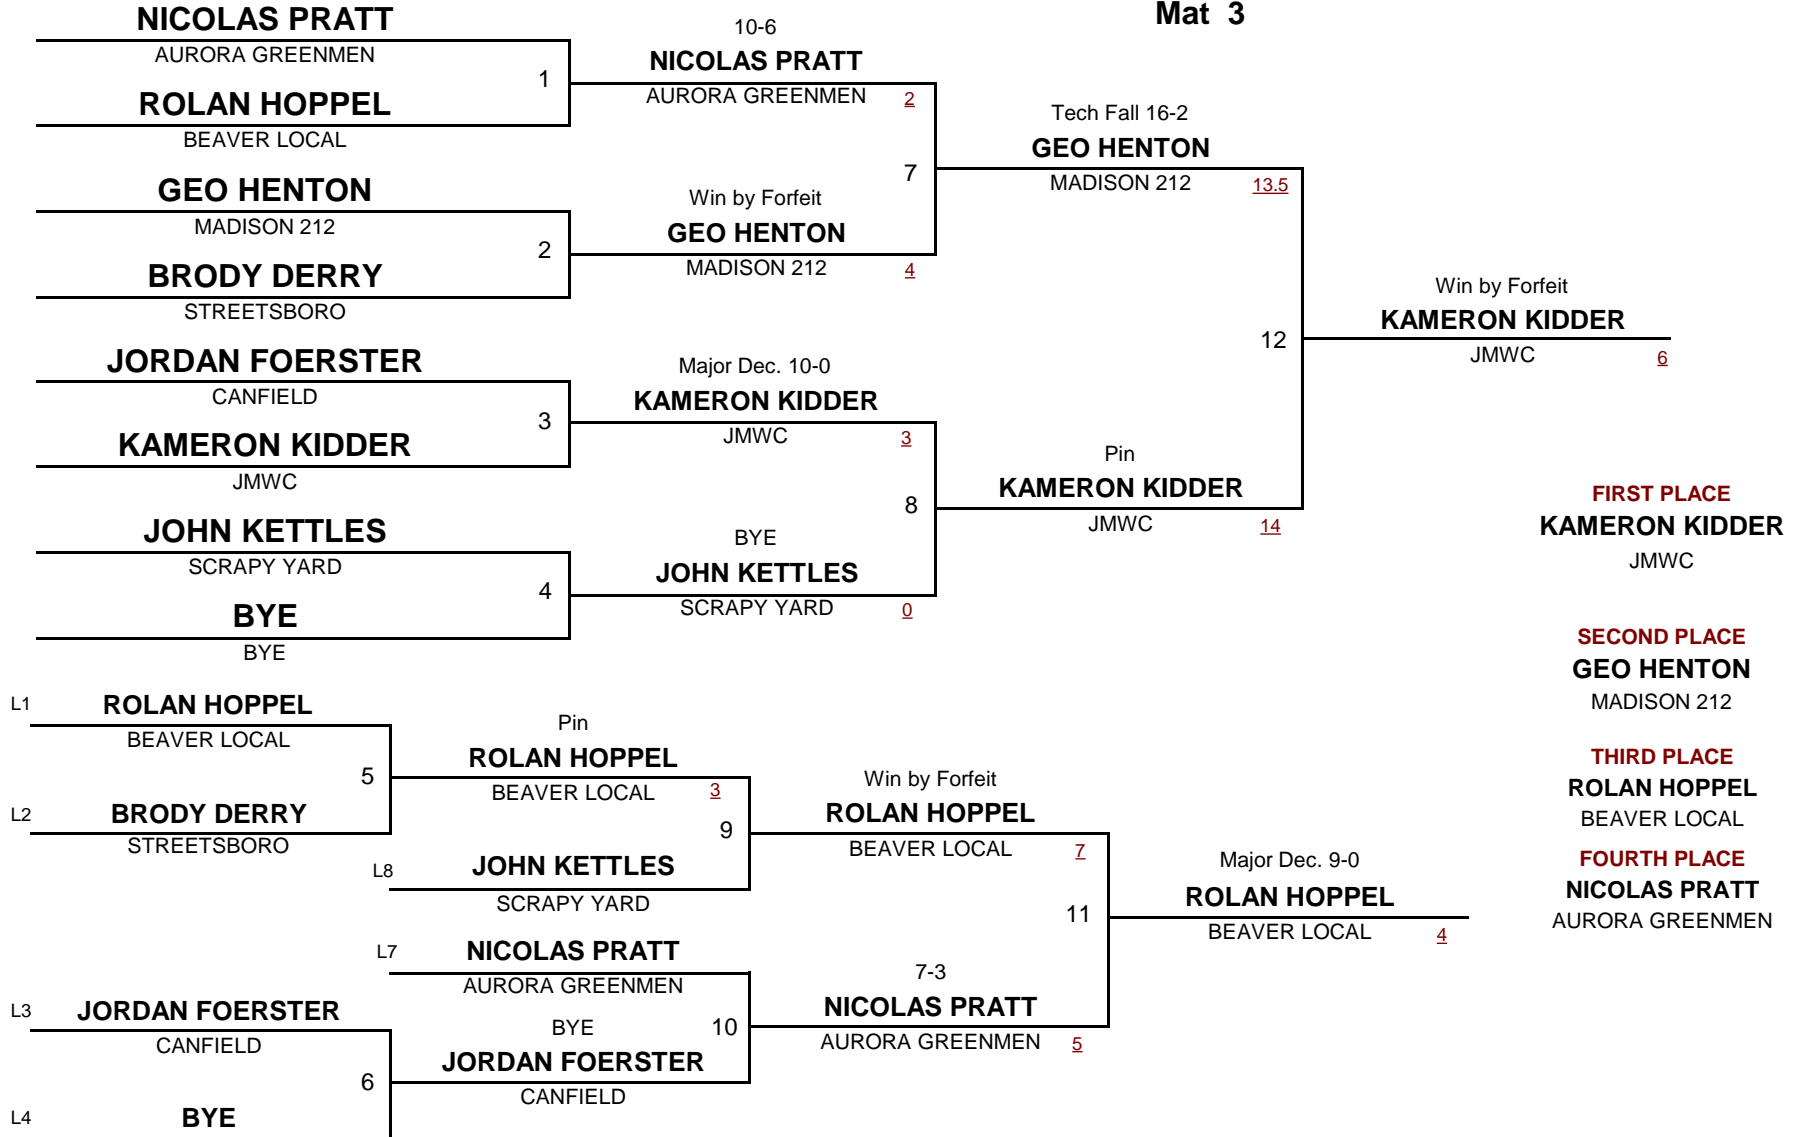 Mat 3
NICOLAS PRATT
AURORA GREENMEN
1
ROLAN HOPPEL
BEAVER LOCAL
GEO HENTON
MADISON 212
2
BRODY DERRY
STREETSBORO
JORDAN FOERSTER
CANFIELD
3
KAMERON KIDDER
JMWC
JOHN KETTLES
SCRAPY YARD
4
BYE
BYE
10-6
NICOLAS PRATT
AURORA GREENMEN 2
7
Win by Forfeit
GEO HENTON
MADISON 212 4
Major Dec. 10-0
KAMERON KIDDER
JMWC 3
8
BYE
JOHN KETTLES
SCRAPY YARD 0
Tech Fall 16-2
GEO HENTON
MADISON 212 13.5
12
Pin
KAMERON KIDDER
JMWC 14
Win by Forfeit
KAMERON KIDDER
JMWC 6
L1 ROLAN HOPPEL
BEAVER LOCAL
5
L2 BRODY DERRY
STREETSBORO
Pin
ROLAN HOPPEL
BEAVER LOCAL 3
9
L8 JOHN KETTLES
SCRAPY YARD
L7 NICOLAS PRATT
AURORA GREENMEN
10
BYE
JORDAN FOERSTER
CANFIELD
L3 JORDAN FOERSTER
CANFIELD
6
L4 BYE
Win by Forfeit
ROLAN HOPPEL
BEAVER LOCAL 7
11
7-3
NICOLAS PRATT
AURORA GREENMEN 5
Major Dec. 9-0
ROLAN HOPPEL
BEAVER LOCAL 4
FIRST PLACE
KAMERON KIDDER
JMWC
SECOND PLACE
GEO HENTON
MADISON 212
THIRD PLACE
ROLAN HOPPEL
BEAVER LOCAL
FOURTH PLACE
NICOLAS PRATT
AURORA GREENMEN